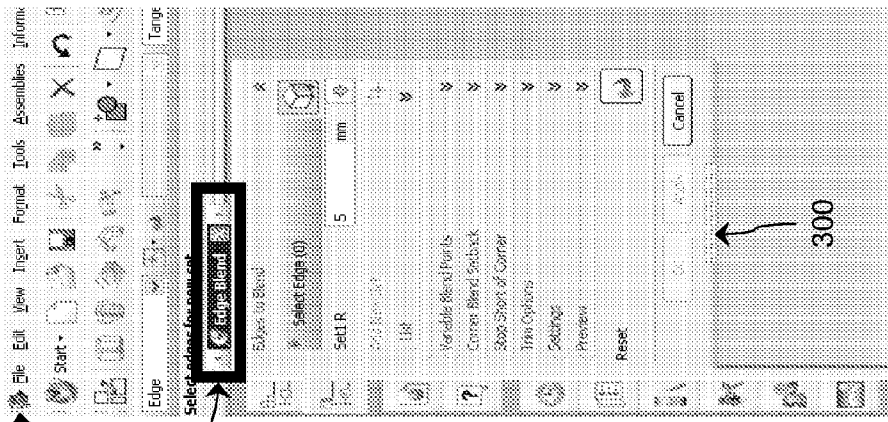 File Edit View Insert Format Tools Assemblies Informa
Start
Edge
Tange
Select edges for new set
Edge Blend
Edges to Blend
Select Edge (0)
Set1 R 5 mm
List
Variable Blend Points
Corner Blend Setback
Stop Short of Corner
Trim Options
Settings
Preview
Reset
Cancel
300